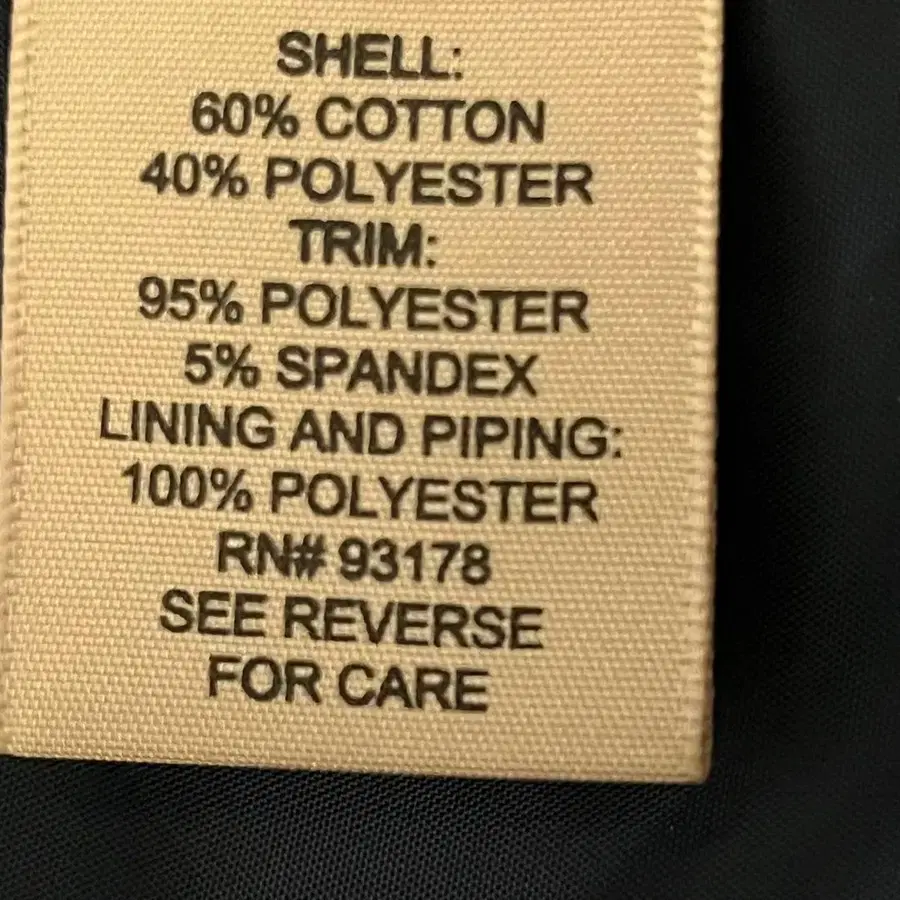 SHELL:
60% COTTON
40% POLYESTER
TRIM:
95% POLYESTER
5% SPANDEX
LINING AND PIPING:
100% POLYESTER
RN# 93178
SEE REVERSE
FOR CARE